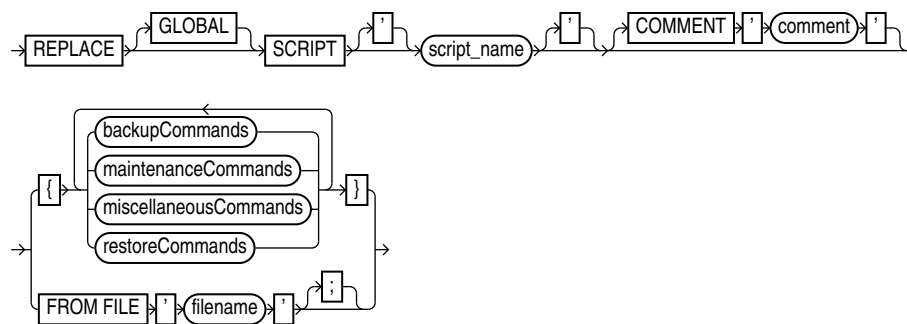 REPLACE GLOBAL SCRIPT ' script_name ' COMMENT ' comment '
backupCommands
maintenanceCommands
{ }
miscellaneousCommands
restoreCommands
FROM FILE ' filename ' ;